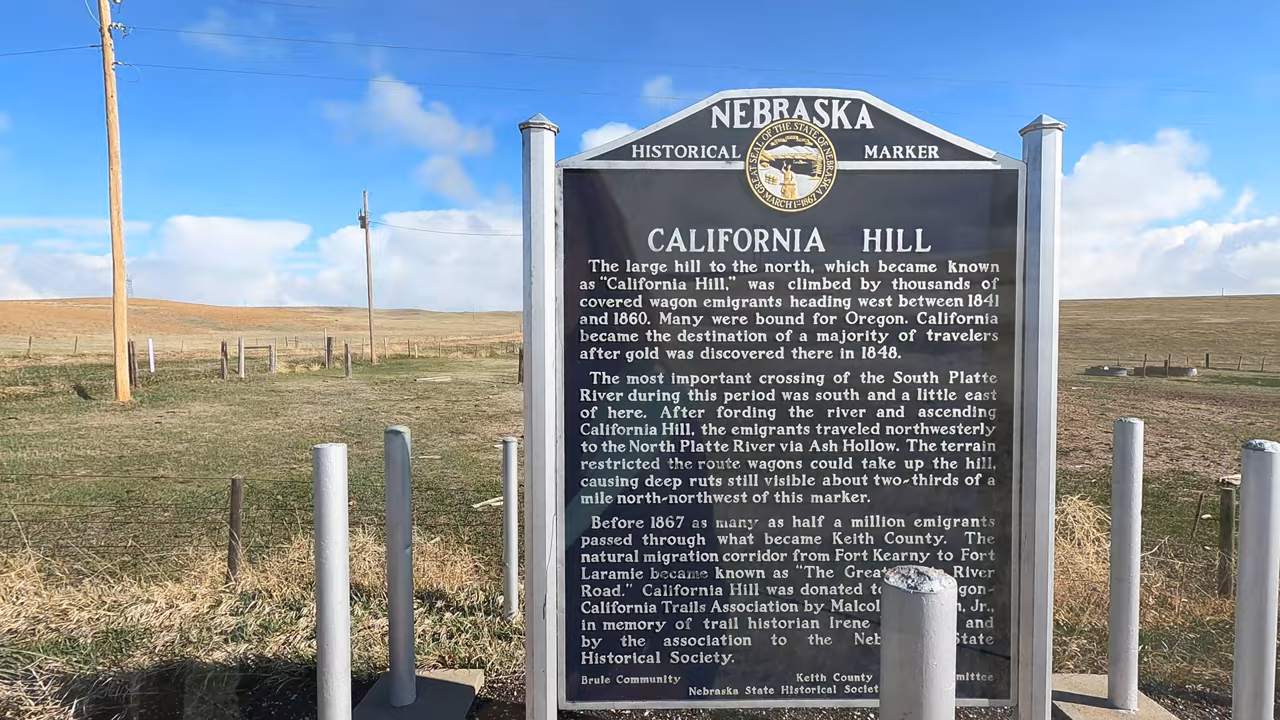 NEBRASKA
HISTORICAL MARKER
GREAT SEAL OF THE STATE OF NEBRASKA
MARCH 1ST 1867
CALIFORNIA HILL
The large hill to the north, which became known
as "California Hill," was climbed by thousands of
covered wagon emigrants heading west between 1841
and 1860. Many were bound for Oregon. California
became the destination of a majority of travelers
after gold was discovered there in 1848.
The most important crossing of the South Platte
River during this period was south and a little east
of here. After fording the river and ascending
California Hill, the emigrants traveled northwesterly
to the North Platte River via Ash Hollow. The terrain
restricted the route wagons could take up the hill,
causing deep ruts still visible about two-thirds of a
mile north-northwest of this marker.
Before 1867 as many as half a million emigrants
passed through what became Keith County. The
natural migration corridor from Fort Kearny to Fort
Laramie became known as "The Great River
Road." California Hill was donated
California Trails Association by Jr.,
in memory of trail historian Irene and
by the association to the State
Historical Society.
Brule Community Keith County
Nebraska State Historical